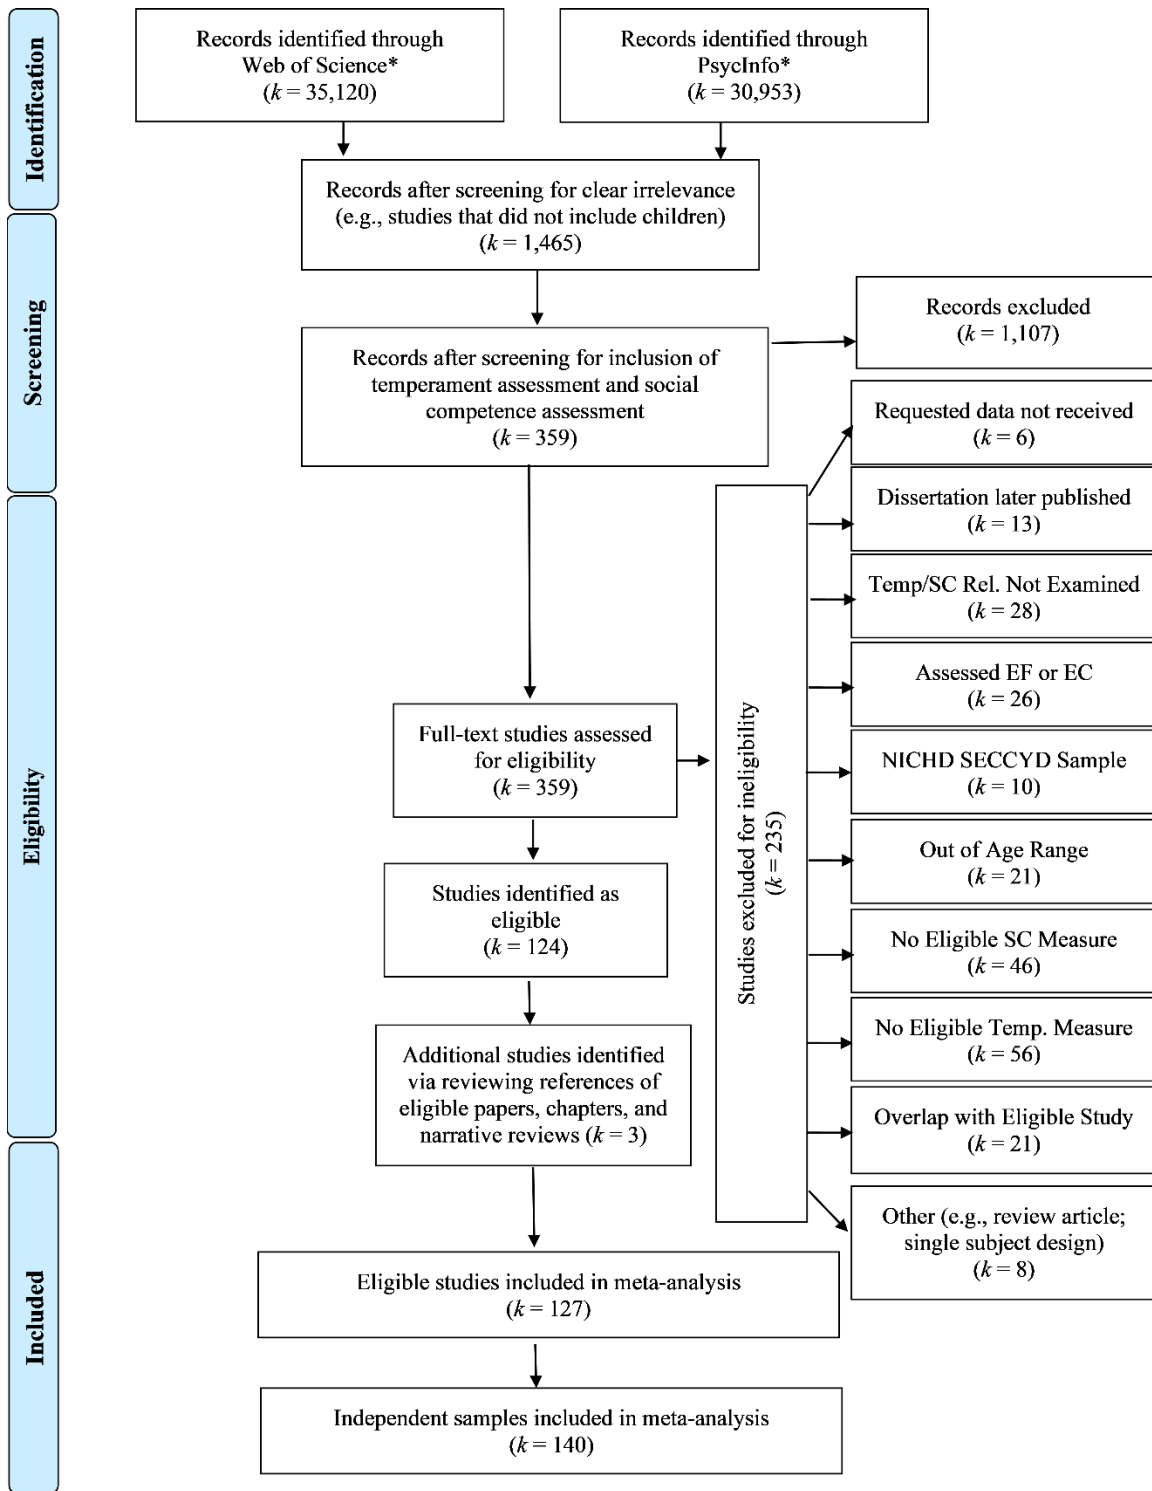 Identification
Records identified through
Web of Science*
(k = 35,120)
Records identified through
PsycInfo*
(k = 30,953)
Records after screening for clear irrelevance
(e.g., studies that did not include children)
(k = 1,465)
Screening
Records after screening for inclusion of
temperament assessment and social
competence assessment
(k = 359)
Records excluded
(k = 1,107)
Eligibility
Full-text studies assessed
for eligibility
(k = 359)
Studies excluded for ineligibility
(k = 235)
Requested data not received
(k = 6)
Dissertation later published
(k = 13)
Temp/SC Rel. Not Examined
(k = 28)
Assessed EF or EC
(k = 26)
NICHD SECCYD Sample
(k = 10)
Out of Age Range
(k = 21)
No Eligible SC Measure
(k = 46)
No Eligible Temp. Measure
(k = 56)
Overlap with Eligible Study
(k = 21)
Other (e.g., review article;
single subject design)
(k = 8)
Studies identified as
eligible
(k = 124)
Additional studies identified
via reviewing references of
eligible papers, chapters, and
narrative reviews (k = 3)
Included
Eligible studies included in meta-analysis
(k = 127)
Independent samples included in meta-analysis
(k = 140)